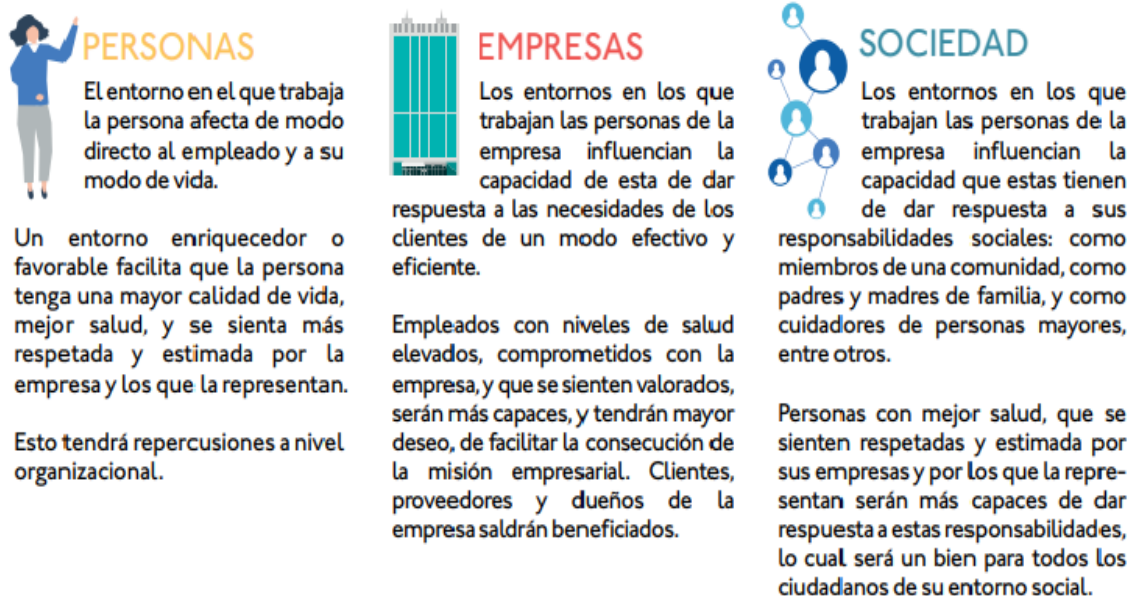 PERSONAS
El entorno en el que trabaja
la persona afecta de modo
directo al empleado y a su
modo de vida.
Un entorno enriquecedor o
favorable facilita que la persona
tenga una mayor calidad de vida,
mejor salud, y se sienta más
respetada y estimada por la
empresa y los que la representan.
Esto tendrá repercusiones a nivel
organizacional.
EMPRESAS
Los entornos en los que
trabajan las personas de la
empresa influencian la
capacidad de esta de dar
respuesta a las necesidades de los
clientes de un modo efectivo y
eficiente.
Empleados con niveles de salud
elevados, comprometidos con la
empresa, y que se sienten valorados,
serán más capaces, y tendrán mayor
deseo, de facilitar la consecución de
la misión empresarial. Clientes,
proveedores y dueños de la
empresa saldrán beneficiados.
SOCIEDAD
Los entornos en los que
trabajan las personas de la
empresa influencian la
capacidad que estas tienen
de dar respuesta a sus
responsabilidades sociales: como
miembros de una comunidad, como
padres y madres de familia, y como
cuidadores de personas mayores,
entre otros.
Personas con mejor salud, que se
sienten respetadas y estimada por
sus empresas y por los que la repre-
sentan serán más capaces de dar
respuesta a estas responsabilidades,
lo cual será un bien para todos los
ciudadanos de su entorno social.